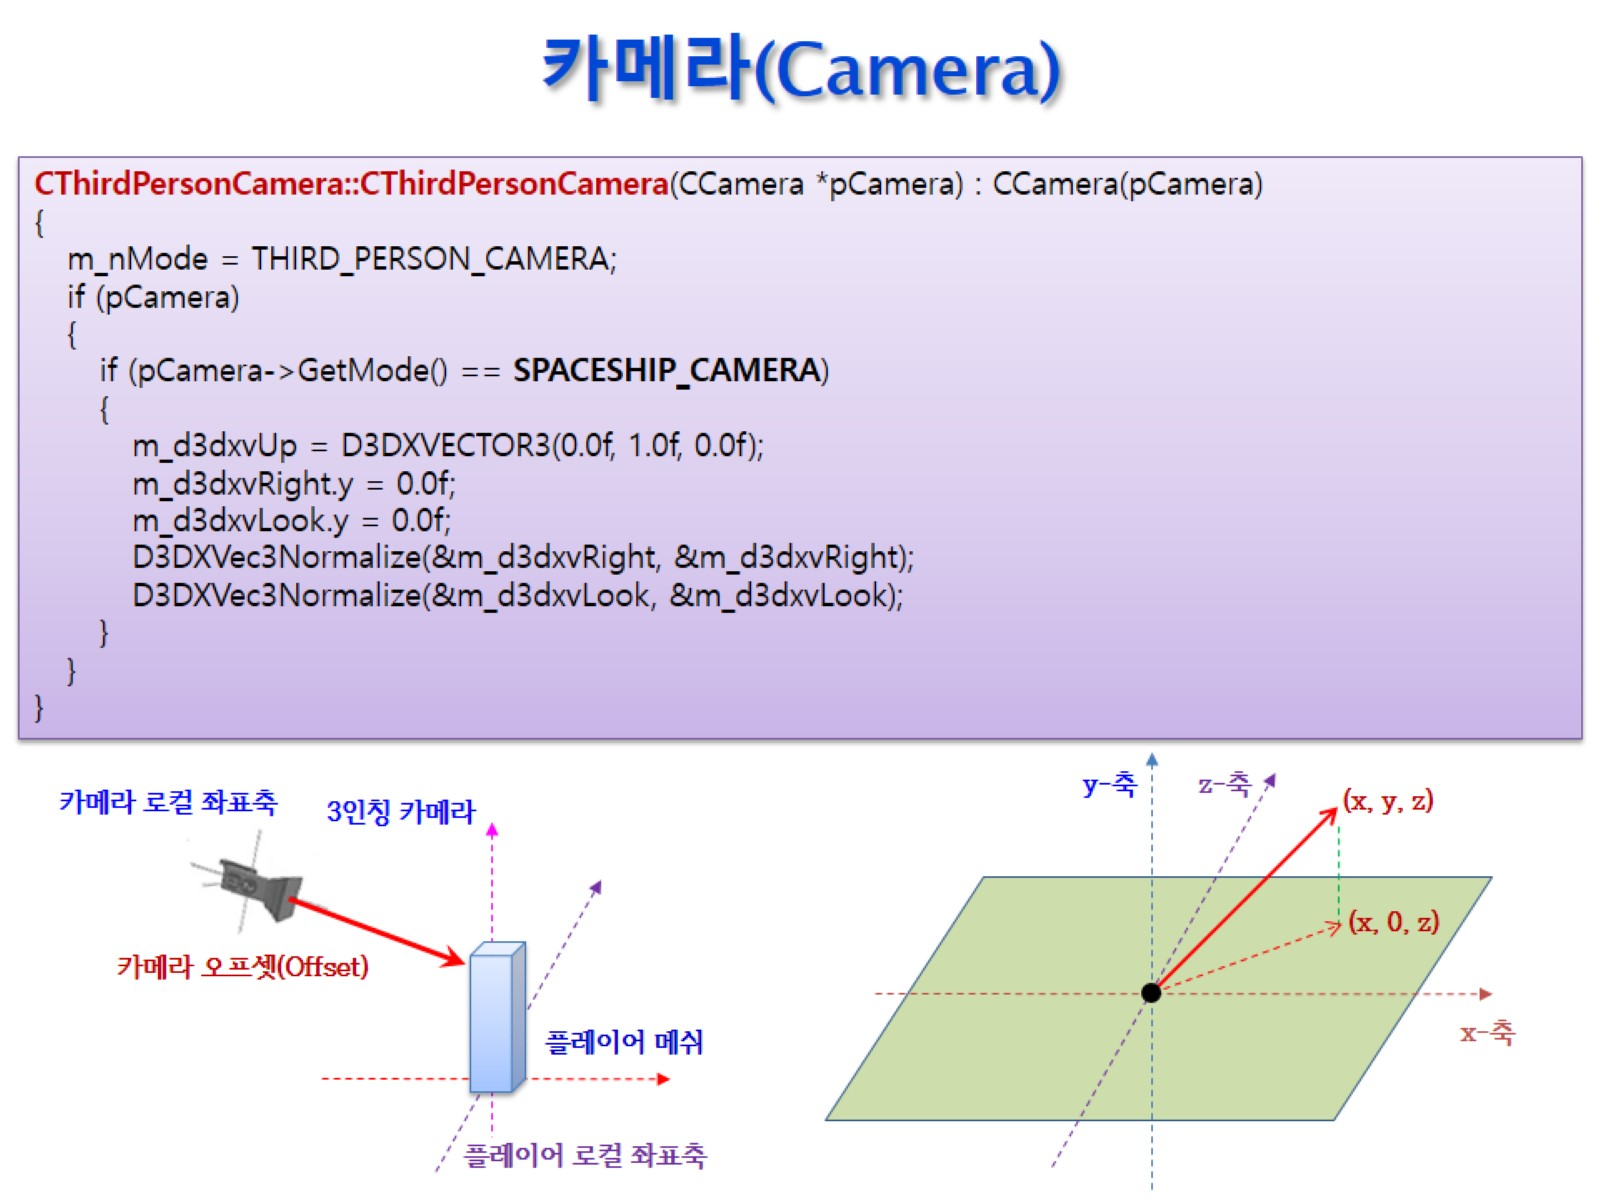 카메라(Camera)
CThirdPersonCamera::CThirdPersonCamera(CCamera *pCamera) : CCamera(pCamera)
{
m_nMode = THIRD_PERSON_CAMERA;
if (pCamera)
{
if (pCamera->GetMode() == SPACESHIP_CAMERA)
{
m_d3dxvUp = D3DXVECTOR3(0.0f, 1.0f, 0.0f);
m_d3dxvRight.y = 0.0f;
m_d3dxvLook.y = 0.0f;
D3DXVec3Normalize(&m_d3dxvRight, &m_d3dxvRight);
D3DXVec3Normalize(&m_d3dxvLook, &m_d3dxvLook);
}
}
}
카메라 로컬 좌표축
3인칭 카메라
카메라 오프셋(Offset)
플레이어 메쉬
플레이어 로컬 좌표축
y-축
z-축
(x, y, z)
(x, 0, z)
x-축